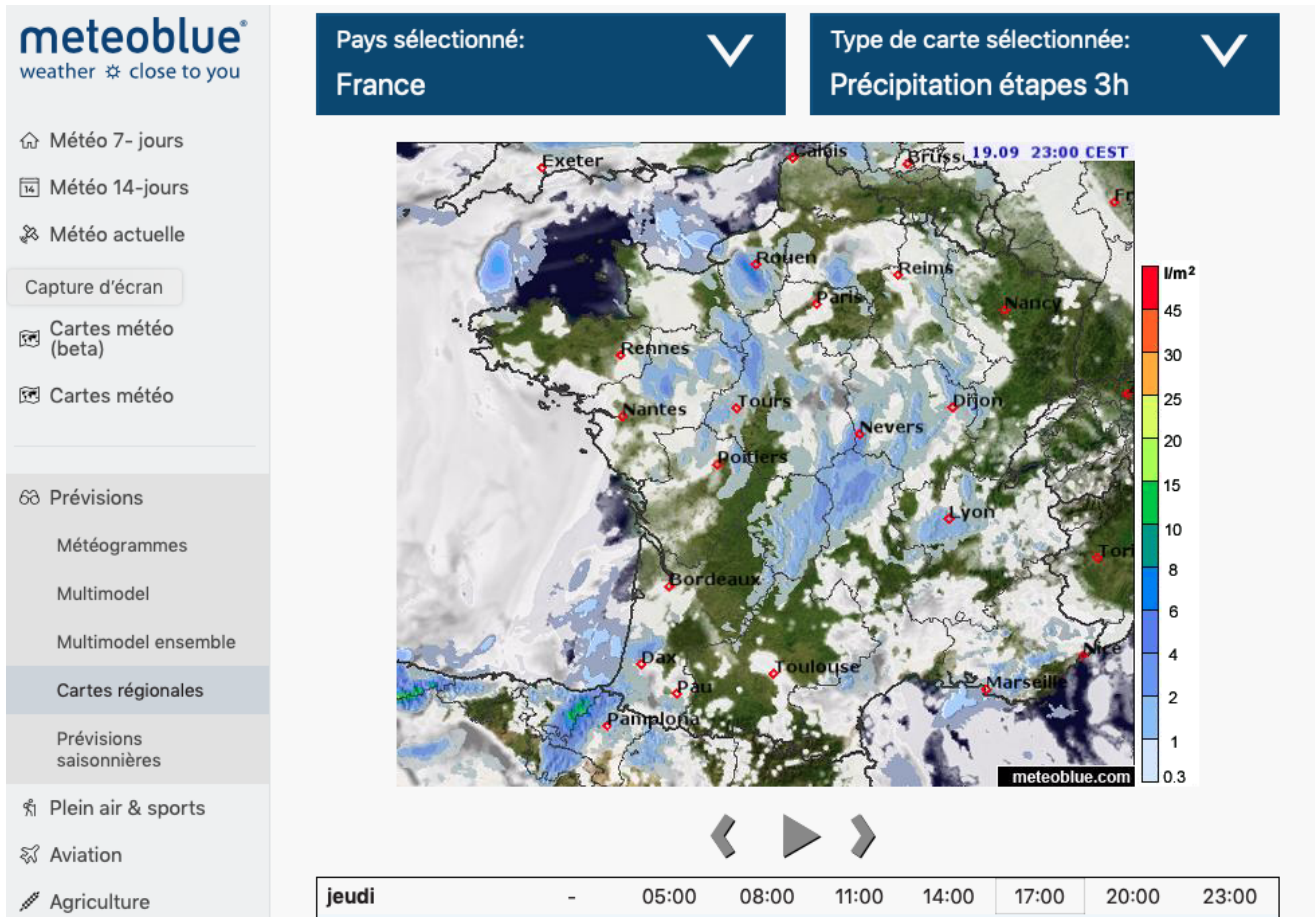 meteoblue®
weather close to you
Météo 7- jours
14
Météo 14-jours
Météo actuelle
Capture d'écran
Cartes météo
(beta)
Cartes météo
Prévisions
Météogrammes
Multimodel
Multimodel ensemble
Cartes régionales
Prévisions
saisonnières
Plein air & sports
Aviation
Agriculture
Pays sélectionné:
France
Type de carte sélectionnée:
Précipitation étapes 3h
19.09 23:00 CEST
Exeter
Calais
Rouen
Reims
Paris
Nancy
Rennes
Nantes
Tours
Dijon
Nevers
Poitiers
Lyon
Bordeaux
Dax
Toulouse
Nice
Pau
Marseille
Pamplona
meteoblue.com
l/m²
45
30
25
20
15
10
8
6
4
2
1
0.3
jeudi - 05:00 08:00 11:00 14:00 17:00 20:00 23:00